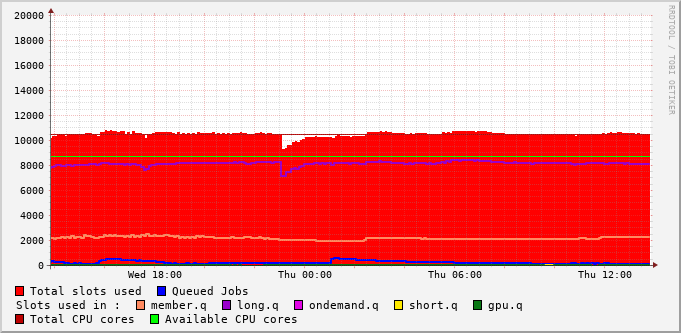 RRDTOOL / TOBI OETIKER
20000
18000
16000
14000
12000
10000
8000
6000
4000
2000
0
Wed 18:00 Thu 00:00 Thu 06:00 Thu 12:00
Total slots used Queued Jobs
Slots used in : member.q long.q ondemand.q short.q gpu.q
Total CPU cores Available CPU cores